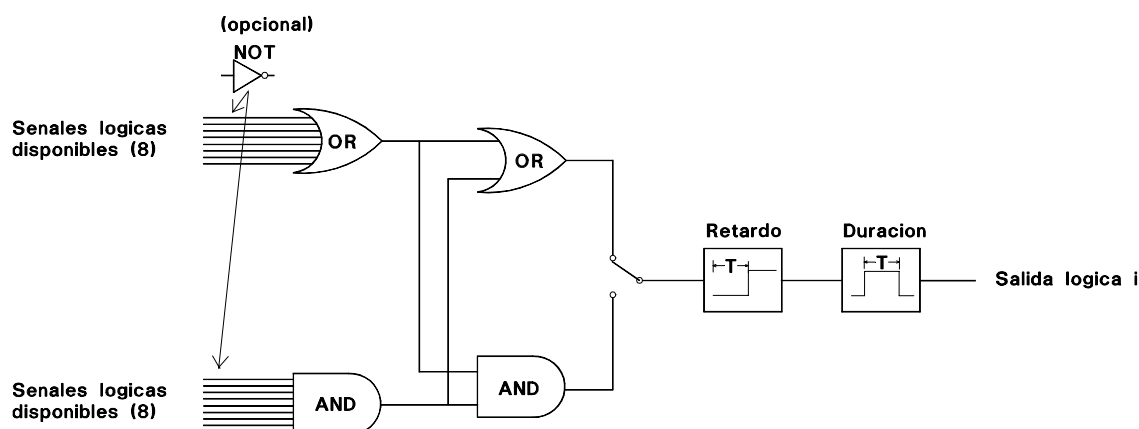 (opcional)
NOT
Senales logicas
disponibles (8)
OR
OR
Retardo
Duracion
T
T
Salida logica i
Senales logicas
disponibles (8)
AND
AND